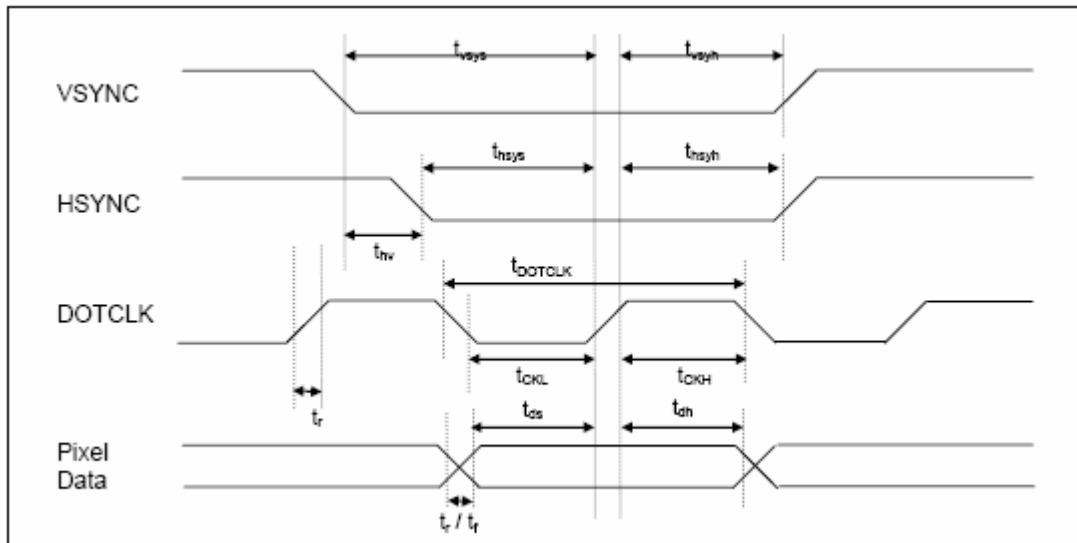 tvsys
tvsyh
VSYNC
thsys
thsyh
HSYNC
thv
tDOTCLK
DOTCLK
tCKL
tCKH
tr
tds
tdh
Pixel
Data
tr / tf